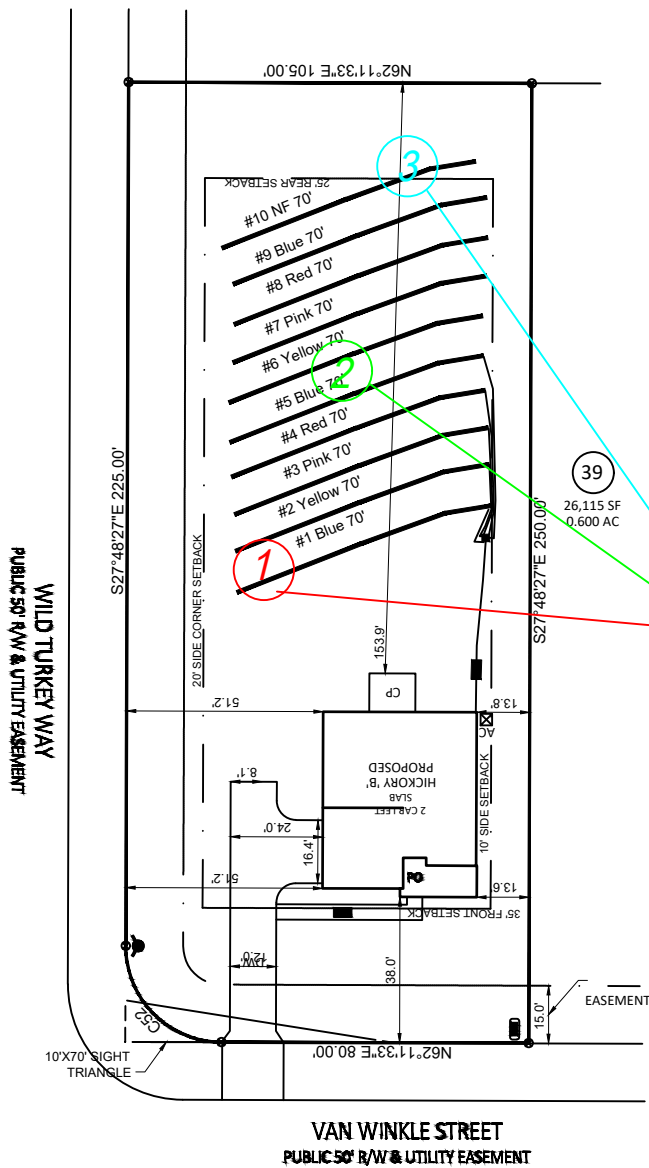 N62°11'33"E 105.00'
3
25' REAR SETBACK
#10 NF 70'
#9 Blue 70'
#8 Red 70'
#7 Pink 70'
#6 Yellow 70'
2
#5 Blue 70'
#4 Red 70'
#3 Pink 70'
#2 Yellow 70'
#1 Blue 70'
1
39
26,115 SF
0.600 AC
S27°48'27"E 225.00'
S27°48'27"E 250.00'
20' SIDE CORNER SETBACK
WILD TURKEY WAY
PUBLIC 50' R/W & UTILITY EASEMENT
153.9'
CP
51.2'
13.8'
AC
8.1'
PROPOSED
HICKORY 'B'
SLAB
2 CAR LEFT
10' SIDE SETBACK
24.0'
16.4'
51.2'
PO
13.6'
35' FRONT SETBACK
DW
12.0'
38.0'
15.0'
EASEMENT
C52
10'X70' SIGHT
TRIANGLE
N62°11'33"E 80.00'
VAN WINKLE STREET
PUBLIC 50' R/W & UTILITY EASEMENT